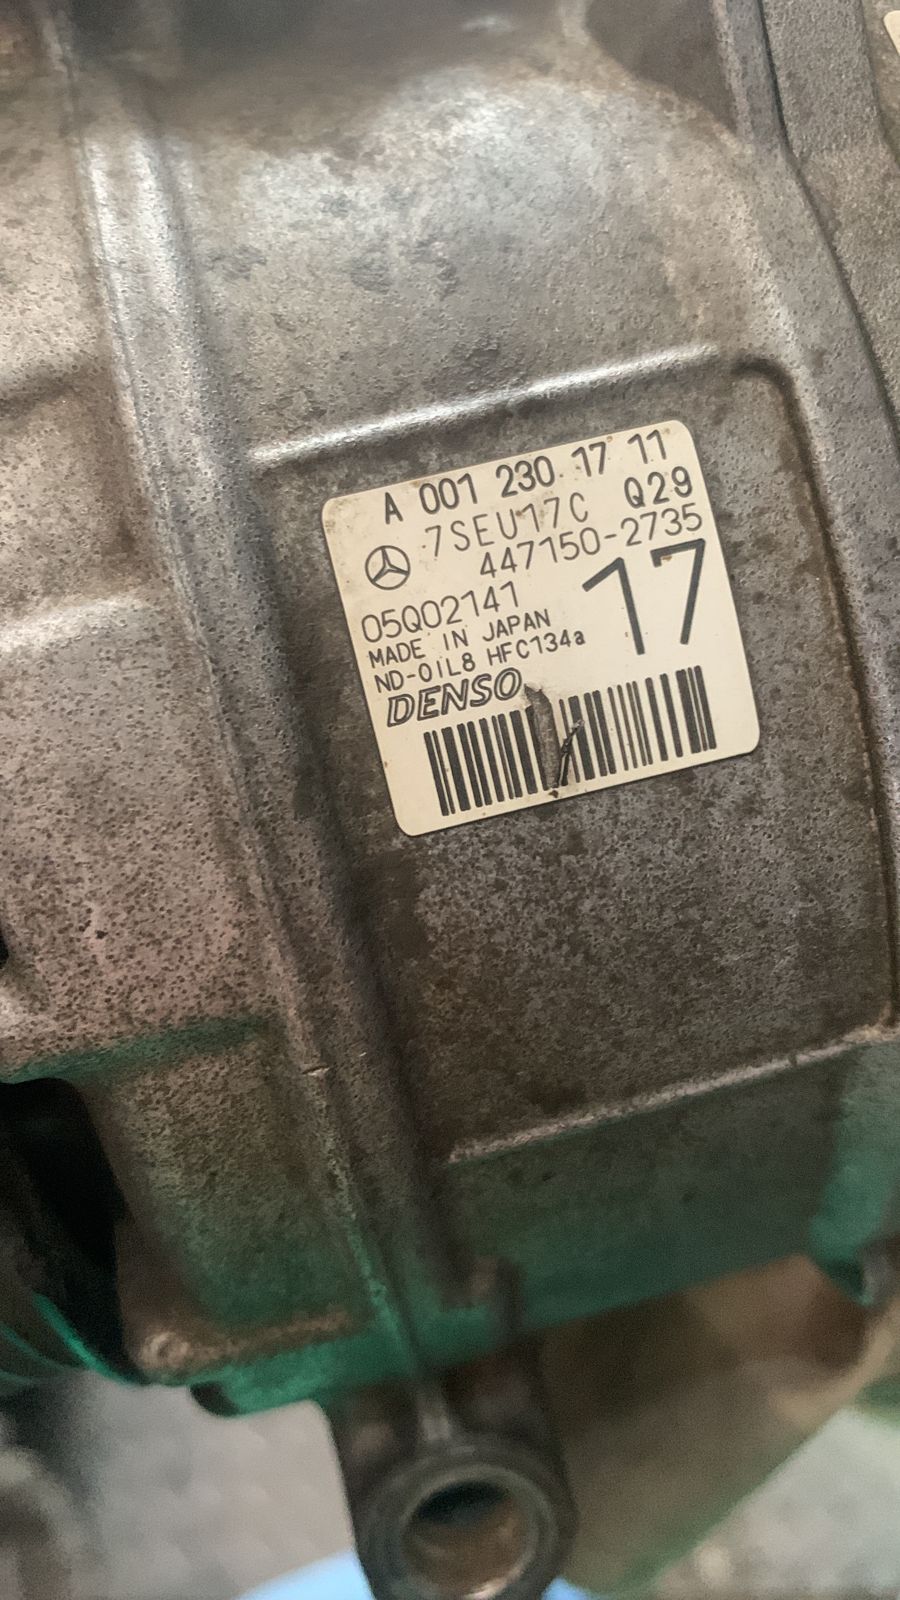 A 001 230 17 11
7SEU17C Q29
447150-2735
05Q02141 17
MADE IN JAPAN
ND-OIL8 HFC134a
DENSO